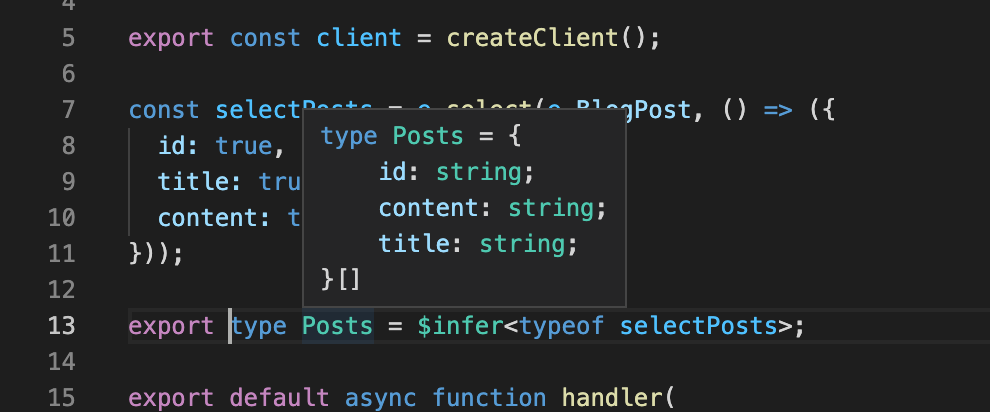 4
5 export const client = createClient();
6
7 const selectPosts = e.select(e.BlogPost, () => ({
8 id: true,
9 title: tru
10 content: t
11 }));
12
13 export type Posts = $infer<typeof selectPosts>;
14
15 export default async function handler(
type Posts = {
id: string;
content: string;
title: string;
}[]